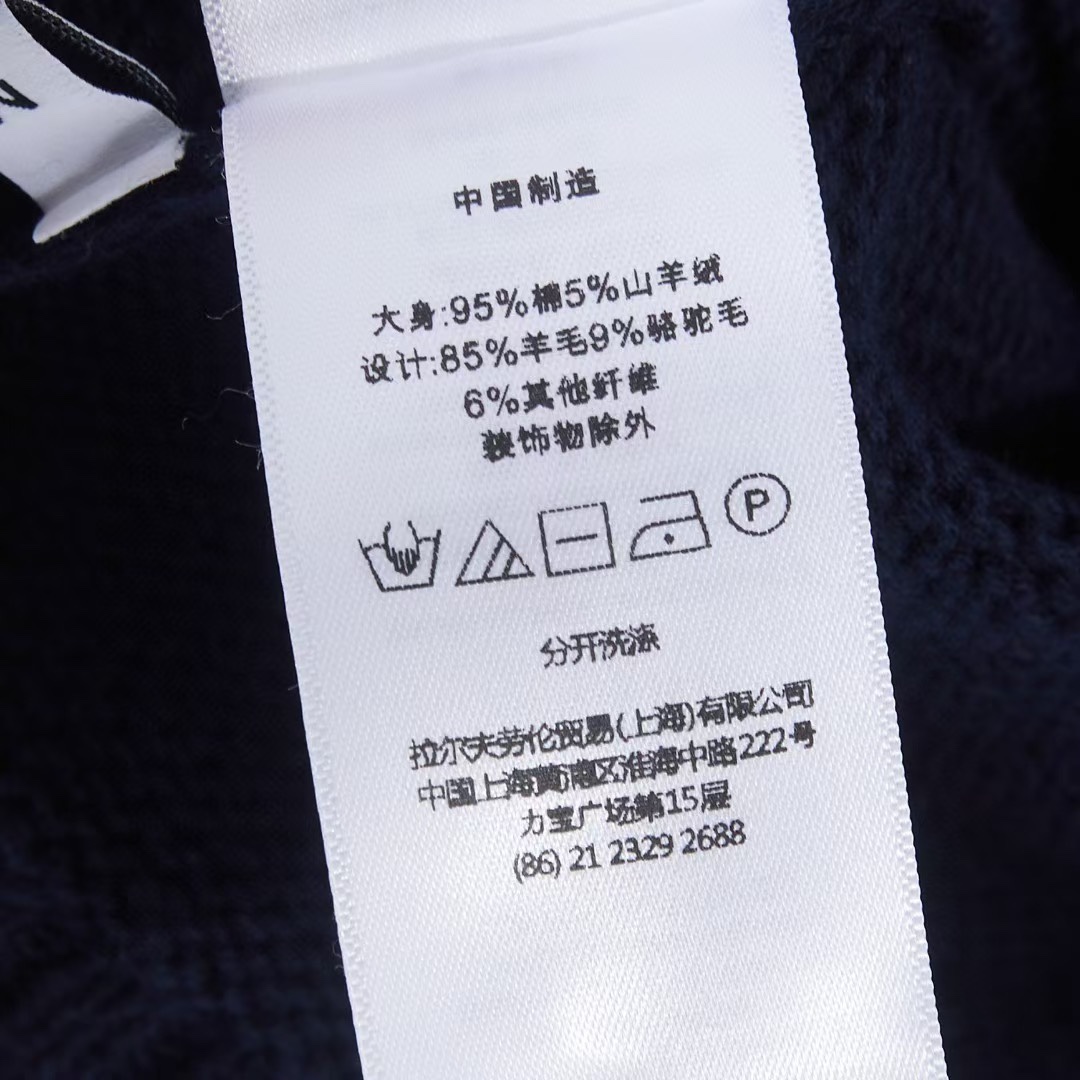 中国制造
大身:95%棉5%山羊绒
设计:85%羊毛9%骆驼毛
6%其他纤维
装饰物除外
P
分开洗涤
拉尔夫劳伦贸易(上海)有限公司
中国上海黄浦区淮海中路222号
力宝广场第15层
(86) 21 2329 2688